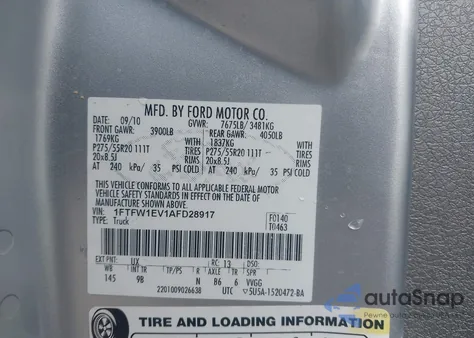 MFD. BY FORD MOTOR CO.
DATE: 09/10 GVWR: 7675LB/ 3481KG
FRONT GAWR: 3900LB REAR GAWR: 4050LB
1769KG WITH 1837KG WITH
P275/55R20 111T TIRES P275/55R20 111T TIRES
20x8.5J RIMS 20x8.5J RIMS
AT 240 kPa/ 35 PSI COLD AT 240 kPa/ 35 PSI COLD
THIS VEHICLE CONFORMS TO ALL APPLICABLE FEDERAL MOTOR
VEHICLE SAFETY STANDARDS IN EFFECT ON THE DATE OF
MANUFACTURE SHOWN ABOVE.
VIN: 1FTFW1EV1AFD28917 F0140
TYPE: Truck T0463
EXT PNT: UX RC: 13
WB INT TR TP/PS R AXLE TR SPR
145 9B N B6 6 VVGG
2201009026638 UTC ▽5U5A-1520472-BA
autoSnap
TIRE AND LOADING INFORMATION